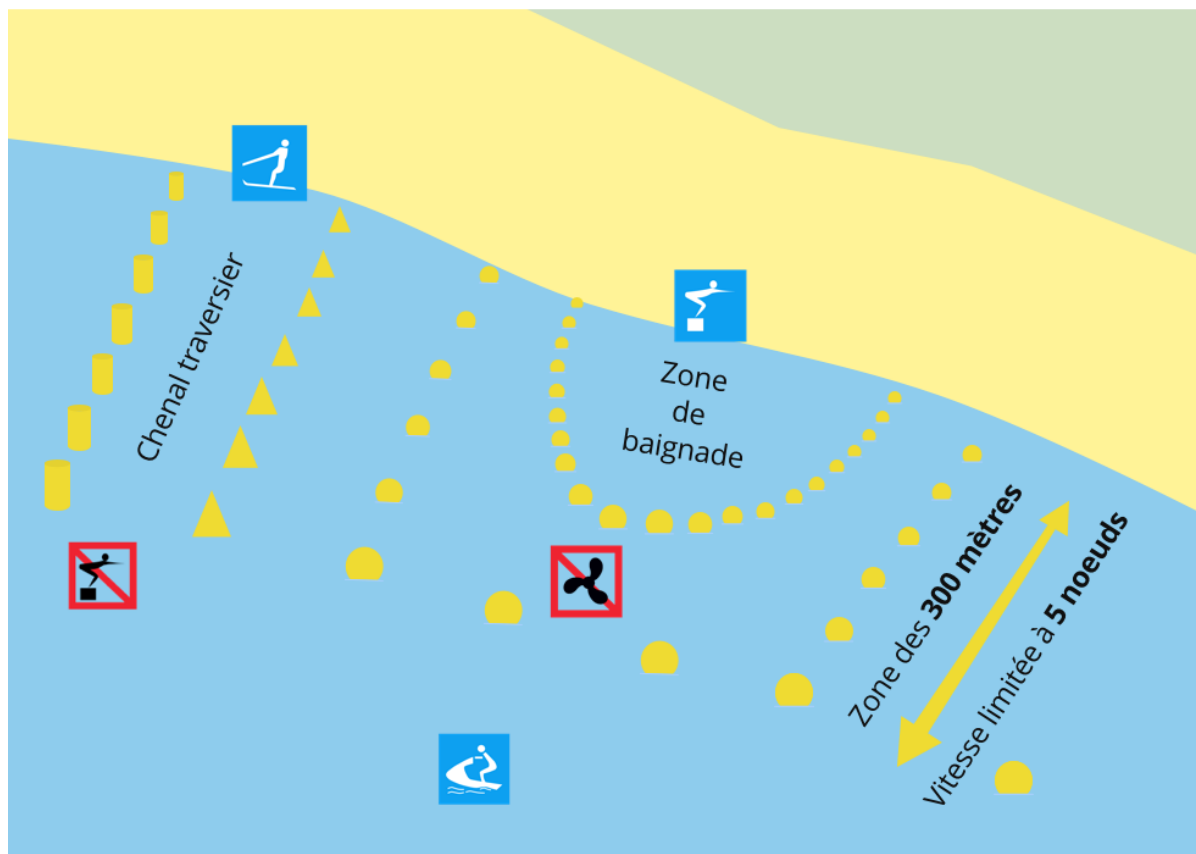 Chenal traversier
Zone
de
baignade
Zone des 300 mètres
Vitesse limitée à 5 noeuds